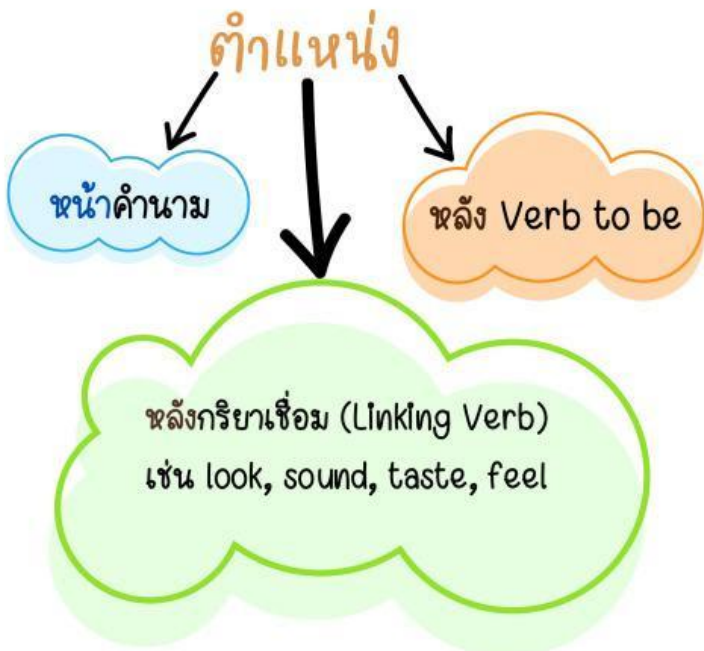 ตำแหน่ง
หน้าคำนาม
หลัง Verb to be
หลังกริยาเชื่อม (Linking Verb)
เช่น look, sound, taste, feel